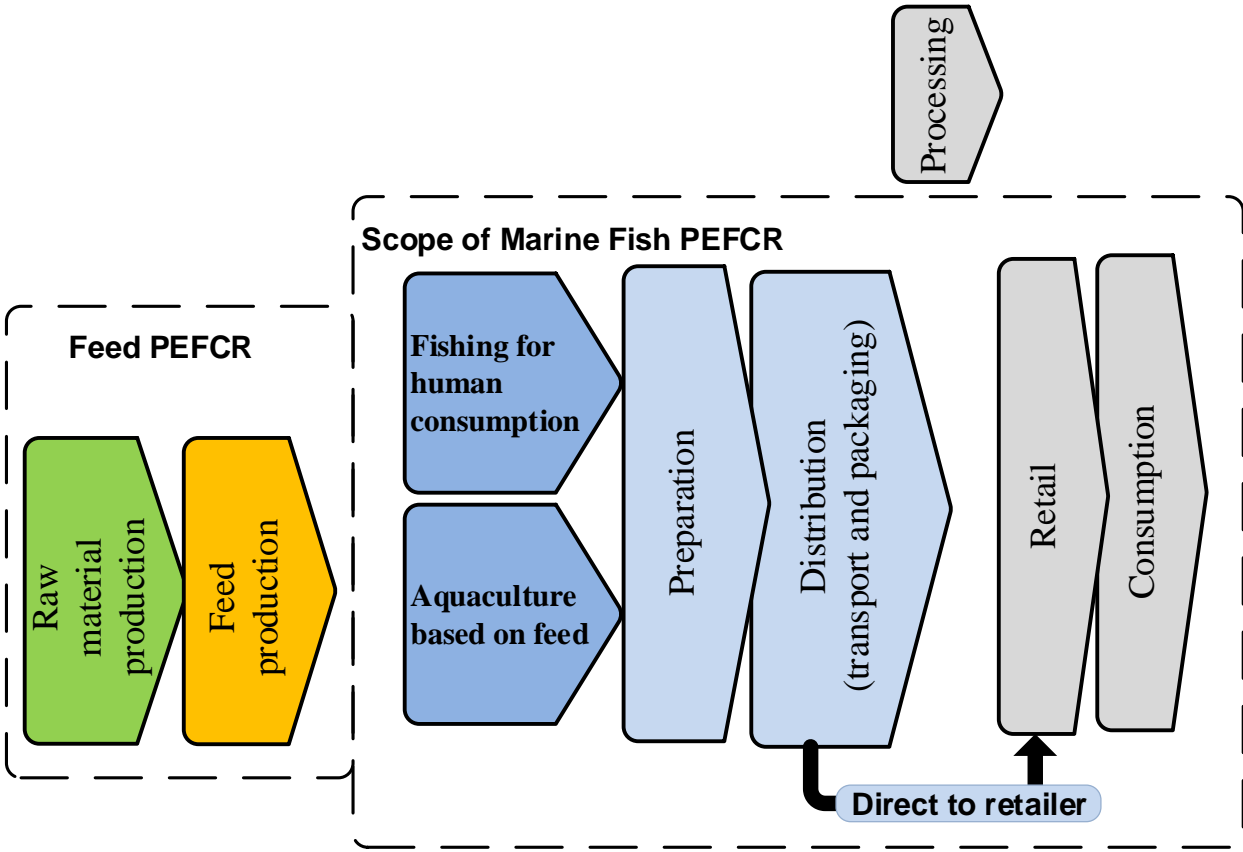 Processing
Scope of Marine Fish PEFCR
Feed PEFCR
Raw
material
production
Feed
production
Fishing for
human
consumption
Aquaculture
based on feed
Preparation
Distribution
(transport and packaging)
Retail
Consumption
Direct to retailer